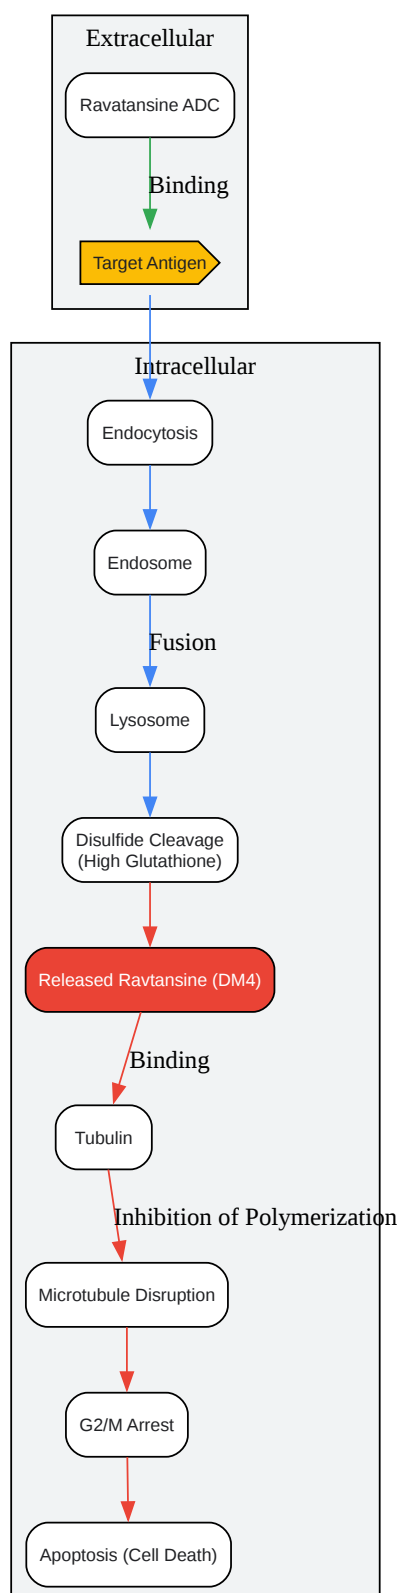 Extracellular
Ravatansine ADC
Binding
Target Antigen
Intracellular
Endocytosis
Endosome
Fusion
Lysosome
Disulfide Cleavage
(High Glutathione)
Released Ravtansine (DM4)
Binding
Tubulin
Inhibition of Polymerization
Microtubule Disruption
G2/M Arrest
Apoptosis (Cell Death)